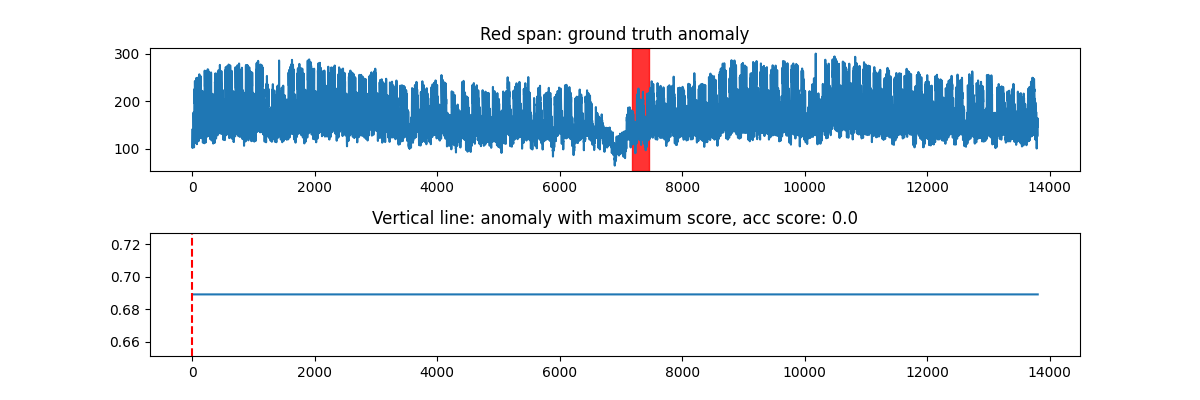 Red span: ground truth anomaly
300
200
100
0 2000 4000 6000 8000 10000 12000 14000
Vertical line: anomaly with maximum score, acc score: 0.0
0.72
0.70
0.68
0.66
0 2000 4000 6000 8000 10000 12000 14000